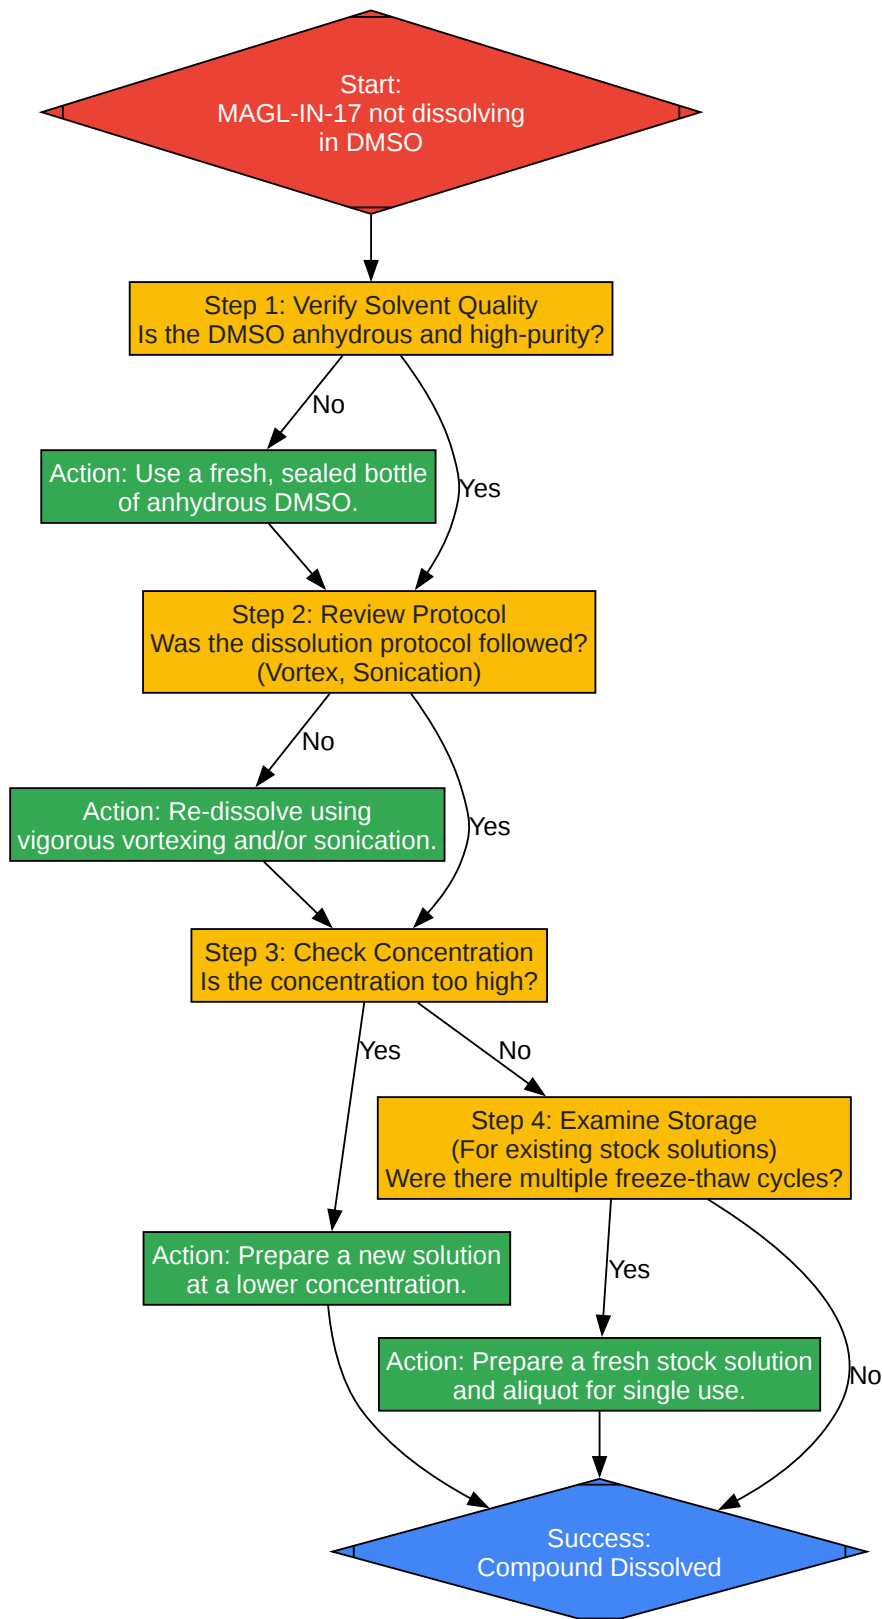 Start:
MAGL-IN-17 not dissolving
in DMSO
Step 1: Verify Solvent Quality
Is the DMSO anhydrous and high-purity?
No
Yes
Action: Use a fresh, sealed bottle
of anhydrous DMSO.
Step 2: Review Protocol
Was the dissolution protocol followed?
(Vortex, Sonication)
No
Yes
Action: Re-dissolve using
vigorous vortexing and/or sonication.
Step 3: Check Concentration
Is the concentration too high?
Yes
No
Step 4: Examine Storage
(For existing stock solutions)
Were there multiple freeze-thaw cycles?
Action: Prepare a new solution
at a lower concentration.
Yes
No
Action: Prepare a fresh stock solution
and aliquot for single use.
Success:
Compound Dissolved